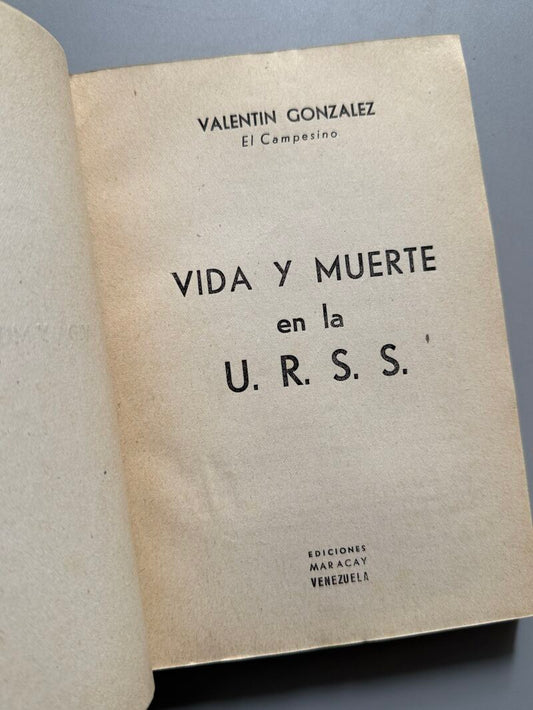 VALENTIN GONZALEZ
El Campesino
VIDA Y MUERTE
en la
U. R. S. S.
EDICIONES
MARACAY
VENEZUELA